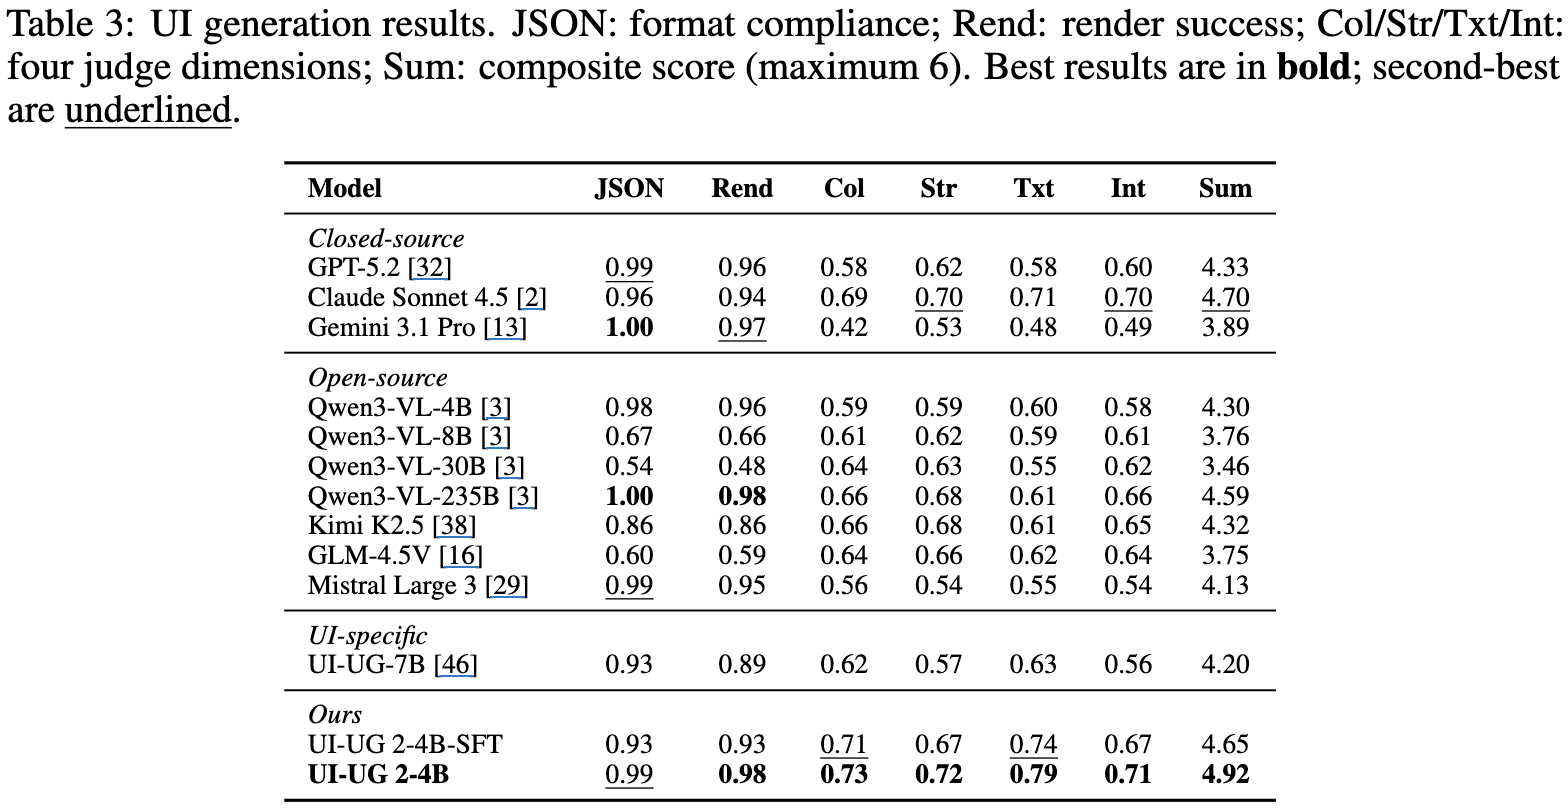 Table 3: UI generation results. JSON: format compliance; Rend: render success; Col/Str/Txt/Int:
four judge dimensions; Sum: composite score (maximum 6). Best results are in bold; second-best
are underlined.
Model JSON Rend Col Str Txt Int Sum
Closed-source
GPT-5.2 [32] 0.99 0.96 0.58 0.62 0.58 0.60 4.33
Claude Sonnet 4.5 [2] 0.96 0.94 0.69 0.70 0.71 0.70 4.70
Gemini 3.1 Pro [13] 1.00 0.97 0.42 0.53 0.48 0.49 3.89
Open-source
Qwen3-VL-4B [3] 0.98 0.96 0.59 0.59 0.60 0.58 4.30
Qwen3-VL-8B [3] 0.67 0.66 0.61 0.62 0.59 0.61 3.76
Qwen3-VL-30B [3] 0.54 0.48 0.64 0.63 0.55 0.62 3.46
Qwen3-VL-235B [3] 1.00 0.98 0.66 0.68 0.61 0.66 4.59
Kimi K2.5 [38] 0.86 0.86 0.66 0.68 0.61 0.65 4.32
GLM-4.5V [16] 0.60 0.59 0.64 0.66 0.62 0.64 3.75
Mistral Large 3 [29] 0.99 0.95 0.56 0.54 0.55 0.54 4.13
UI-specific
UI-UG-7B [46] 0.93 0.89 0.62 0.57 0.63 0.56 4.20
Ours
UI-UG 2-4B-SFT 0.93 0.93 0.71 0.67 0.74 0.67 4.65
UI-UG 2-4B 0.99 0.98 0.73 0.72 0.79 0.71 4.92